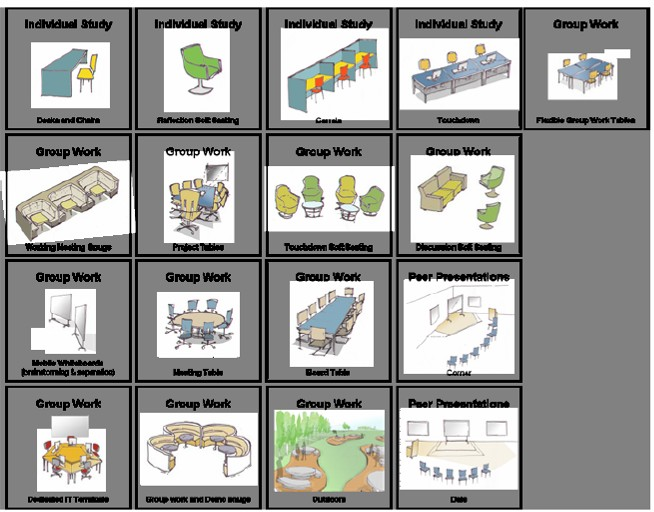 Individual Study
Desks and Chairs
Individual Study
Reflection Soft Seating
Individual Study
Carrels
Individual Study
Touchdown
Group Work
Flexible Group Work Tables
Group Work
Working Meeting
Group Work
Project Tables
Group Work
Touchdown Soft Seating
Group Work
Discussion Soft Seating
Group Work
Mobile Whiteboards
(brainstorming & separation)
Group Work
Meeting Table
Group Work
Board Table
Peer Presentations
Corner
Group Work
Dedicated IT Terminals
Group Work
Group work and Demo
Group Work
Outdoors
Peer Presentations